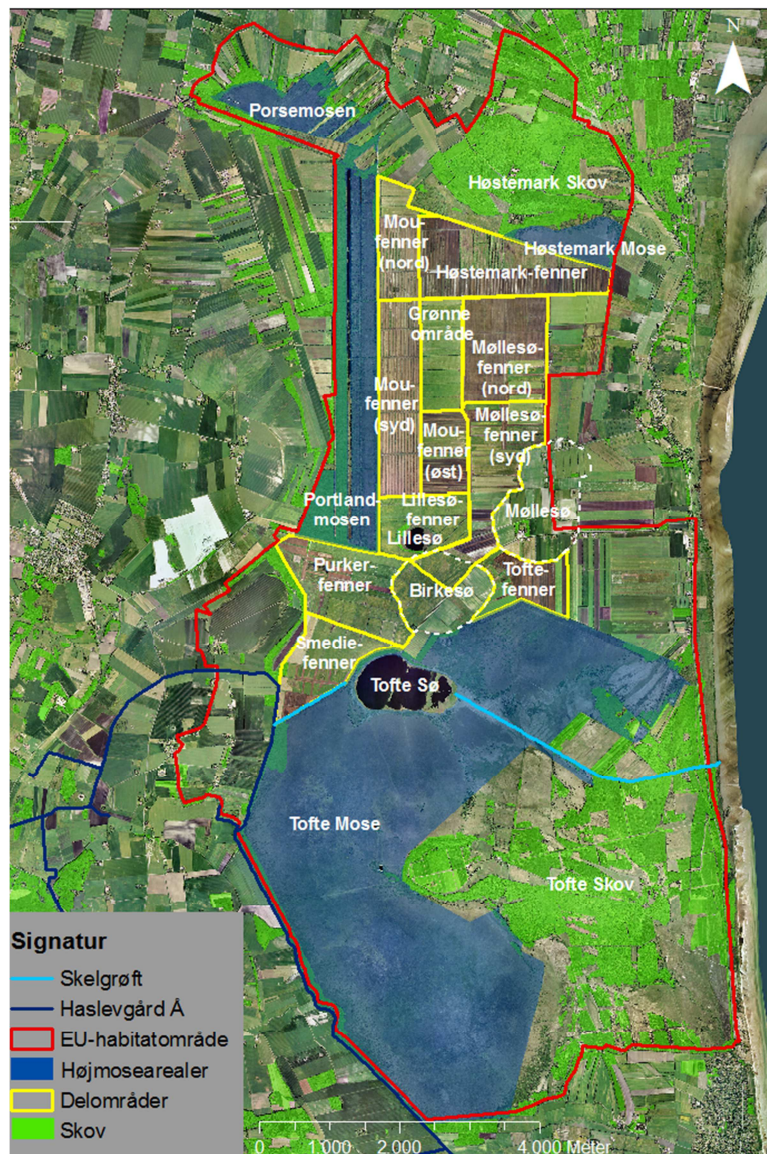 N
Porsemosen
Høstemark Skov
Mou-
fenner
(nord)
Høstemark Mose
Høstemark-fenner
Grønne
område
Møllesø-
fenner
(nord)
Mou-
fenner
(syd)
Møllesø-
fenner
(syd)
Mou-
fenner
(øst)
Portland-
mosen
Lillesø-
fenner
Lillesø
Møllesø
Purker-
fenner
Birkesø
Tofte-
fenner
Smedie-
fenner
Tofte Sø
Tofte Mose
Tofte Skov
Signatur
Skelgrøft
Haslevgård Å
EU-habitatområde
Højmosearealer
Delområder
Skov
0 1.000 2.000 4.000 Meter